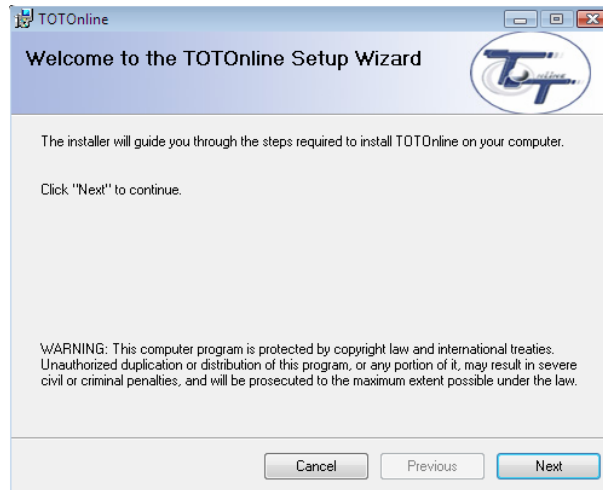 TOTOnline
Welcome to the TOTOnline Setup Wizard
TOT
online
The installer will guide you through the steps required to install TOTOnline on your computer.
Click "Next" to continue.
WARNING: This computer program is protected by copyright law and international treaties.
Unauthorized duplication or distribution of this program, or any portion of it, may result in severe
civil or criminal penalties, and will be prosecuted to the maximum extent possible under the law.
Cancel
Previous
Next